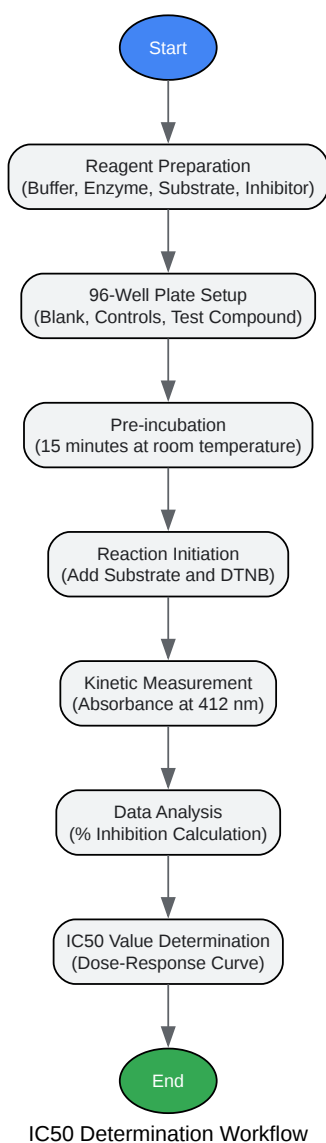 Start
Reagent Preparation
(Buffer, Enzyme, Substrate, Inhibitor)
96-Well Plate Setup
(Blank, Controls, Test Compound)
Pre-incubation
(15 minutes at room temperature)
Reaction Initiation
(Add Substrate and DTNB)
Kinetic Measurement
(Absorbance at 412 nm)
Data Analysis
(% Inhibition Calculation)
IC50 Value Determination
(Dose-Response Curve)
End
IC50 Determination Workflow